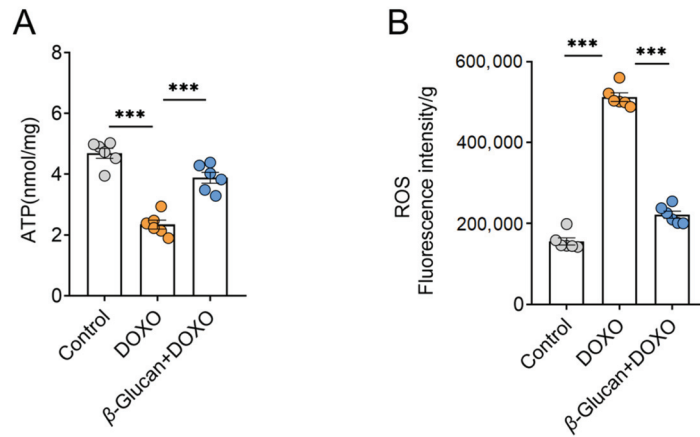 A
ATP(nmol/mg)
8
6
4
2
0
***
***
Control
DOXO
β-Glucan+DOXO
B
ROS
Fluorescence intensity/g
600,000
400,000
200,000
0
***
***
Control
DOXO
β-Glucan+DOXO